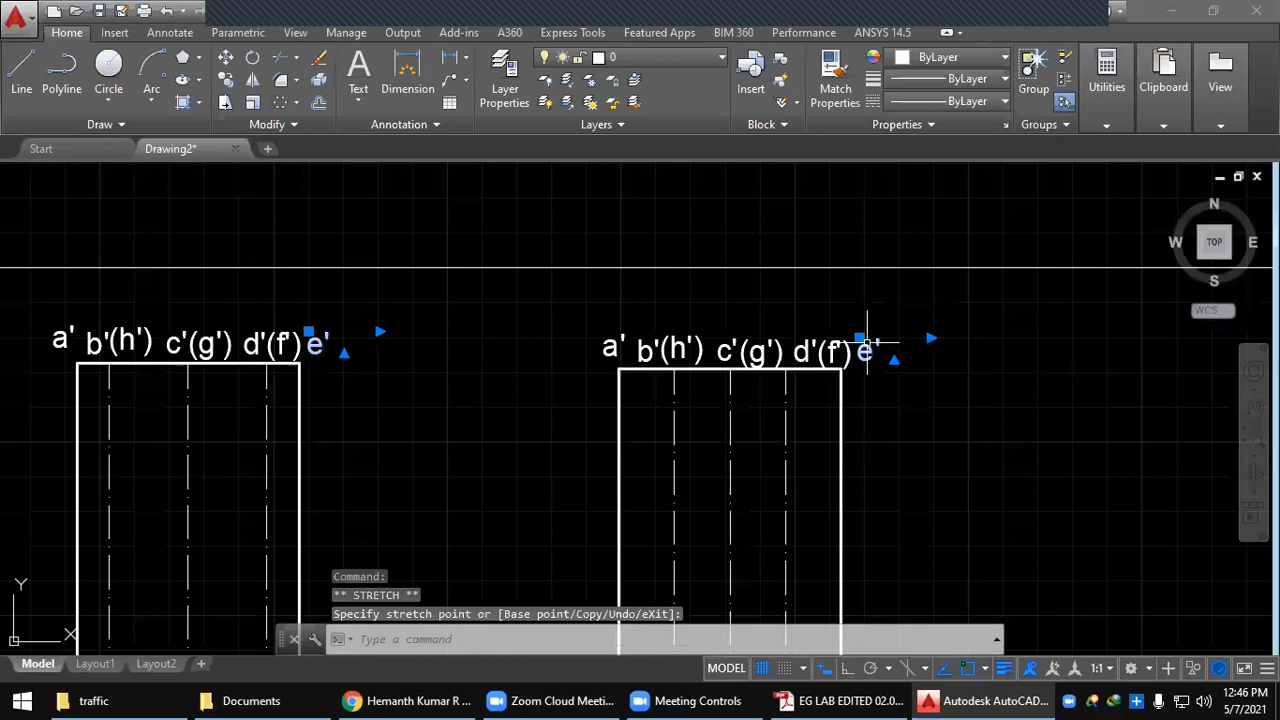 Home Insert Annotate Parametric View Manage Output Add-ins A360 Express Tools Featured Apps BIM 360 Performance ANSYS 14.5
Line Polyline Circle Arc Text Dimension Layer Properties 0 Insert Match Properties ByLayer ByLayer ByLayer Group Utilities Clipboard View
Draw Modify Annotation Layers Block Properties Groups
Start Drawing2*
N
W TOP E
S
WCS
a' b'(h') c'(g') d'(f') e' a' b'(h') c'(g') d'(f') e'
Command:
** STRETCH **
Specify stretch point or [Base point/Copy/Undo/eXit]:
Type a command
Y
X
Model Layout1 Layout2 + MODEL 1:1
traffic Documents Hemanth Kumar R ... Zoom Cloud Meeti... Meeting Controls EG LAB EDITED 02.0... Autodesk AutoCAD... 12:46 PM
5/7/2021